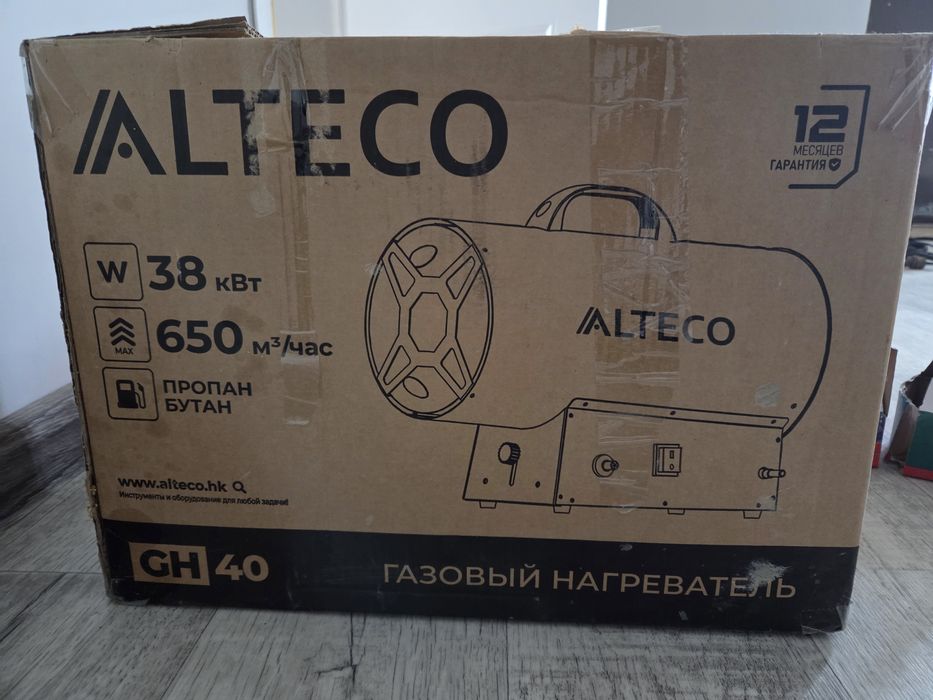 ALTECO
12
МЕСЯЦЕВ
ГАРАНТИЯ
W 38 кВт
MAX 650 м³/час
ПРОПАН
БУТАН
ALTECO
www.alteco.hk
Инструменты и оборудование для любой задачи!
GH 40
ГАЗОВЫЙ НАГРЕВАТЕЛЬ